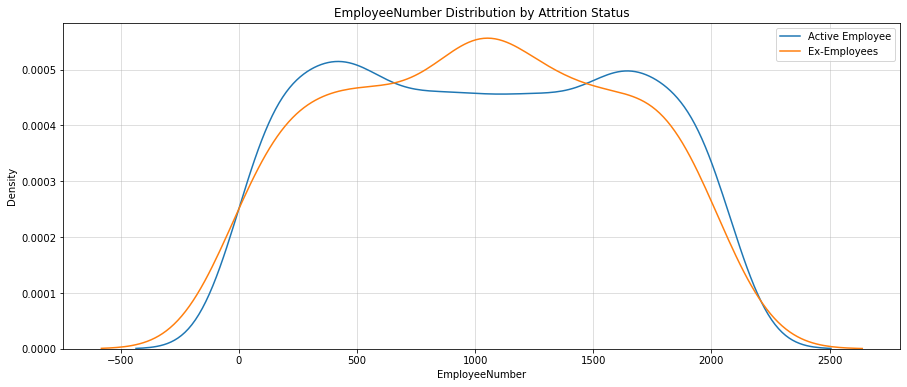 EmployeeNumber Distribution by Attrition Status
Active Employee
Ex-Employees
Density
0.0005
0.0004
0.0003
0.0002
0.0001
0.0000
−500
0
500
1000
1500
2000
2500
EmployeeNumber